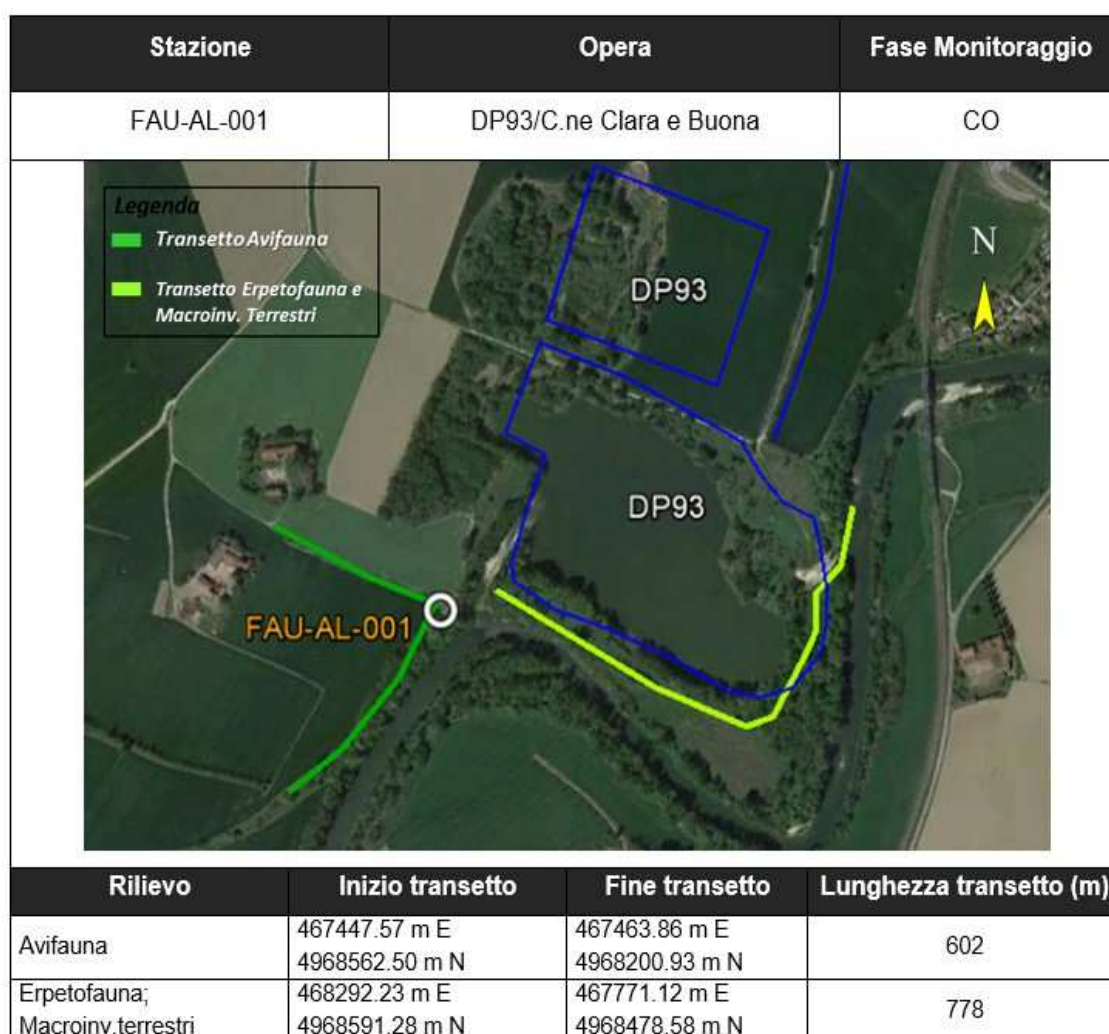 Stazione Opera Fase Monitoraggio
FAU-AL-001 DP93/C.ne Clara e Buona CO
Legenda
Transetto Avifauna
Transetto Erpetofauna e
Macroinv. Terrestri
N
DP93
DP93
FAU-AL-001
Rilievo Inizio transetto Fine transetto Lunghezza transetto (m)
Avifauna 467447.57 m E 467463.86 m E 602
4968562.50 m N 4968200.93 m N
Erpetofauna; 468292.23 m E 467771.12 m E 778
Macroinv.terrestri 4968591.28 m N 4968478.58 m N